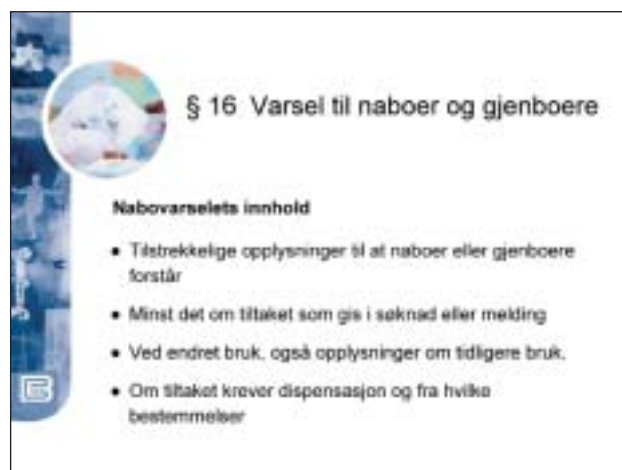 § 16 Varsel til naboer og gjenboere
Nabovarselets innhold
• Tilstrekkelige opplysninger til at naboer eller gjenboere
forstår
• Minst det om tiltaket som gis i søknad eller melding
• Ved endret bruk, også opplysninger om tidligere bruk.
• Om tiltaket krever dispensasjon og fra hvilke
bestemmelser